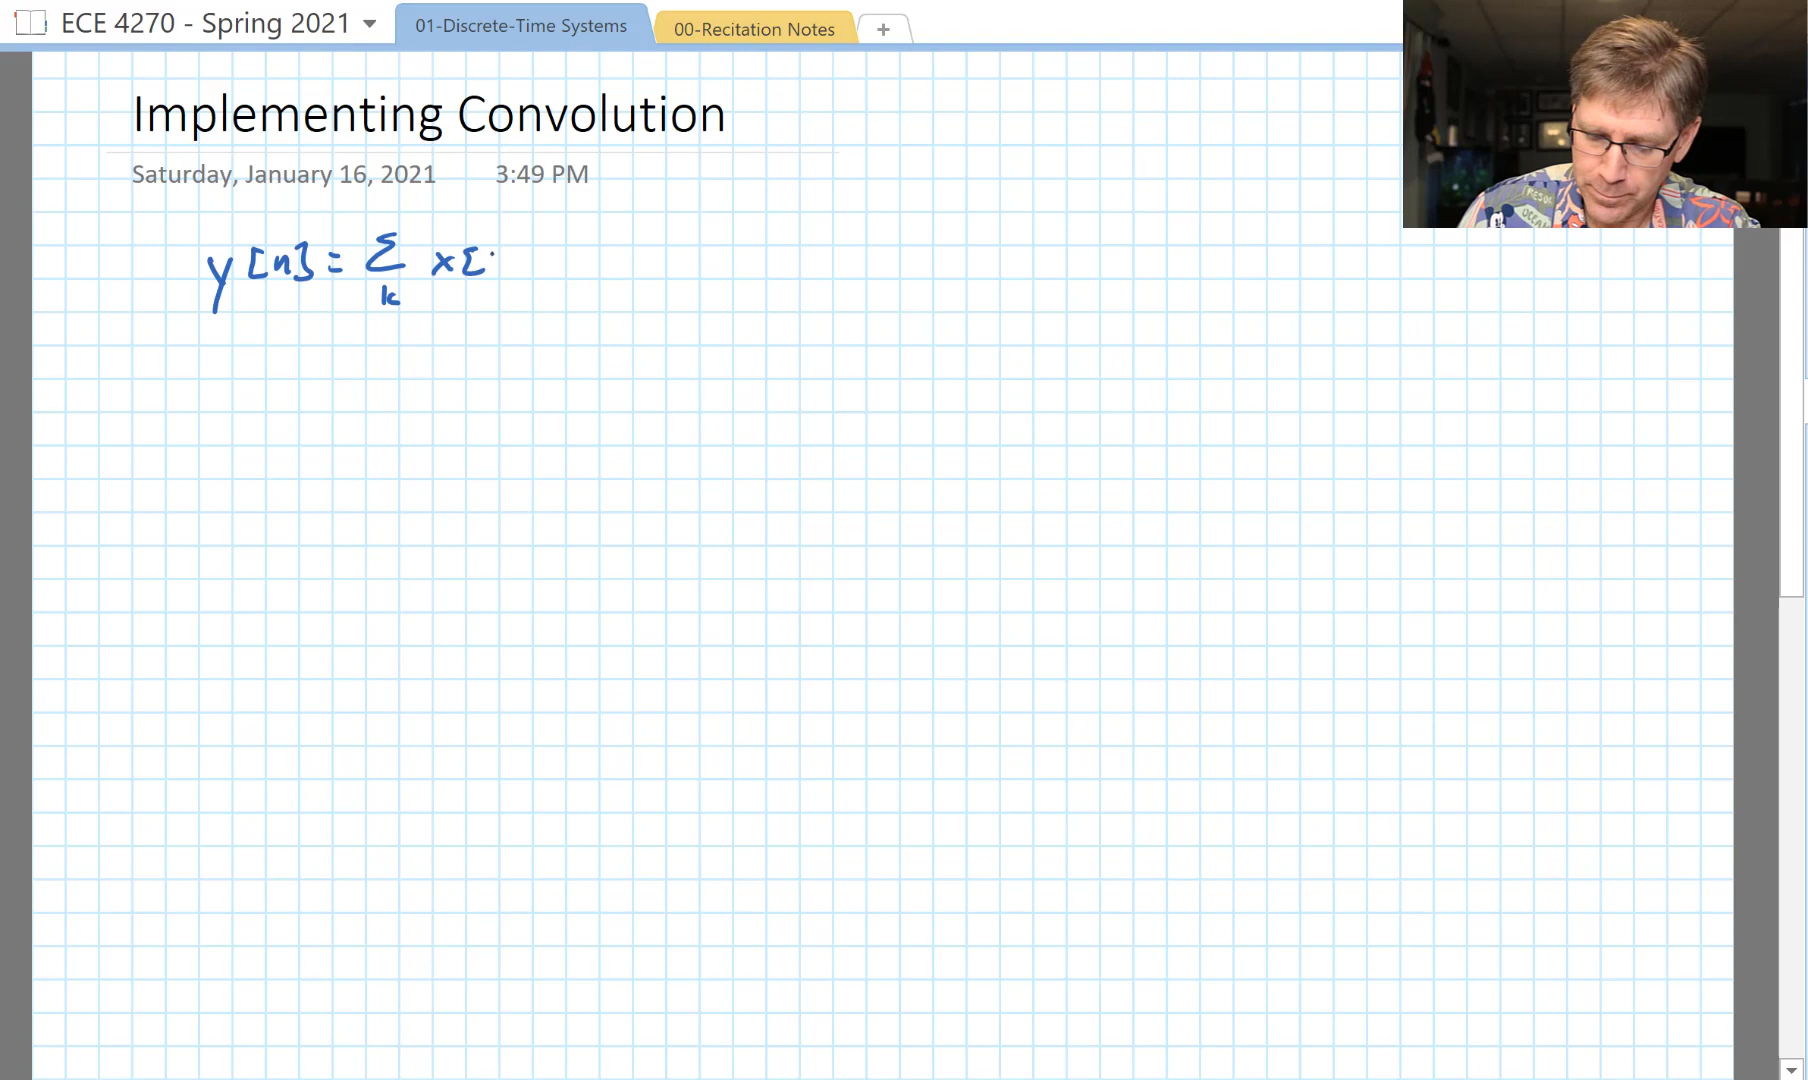 ECE 4270 - Spring 2021
01-Discrete-Time Systems
00-Recitation Notes
+
Implementing Convolution
Saturday, January 16, 2021 3:49 PM
y[n] = Σ x[
k